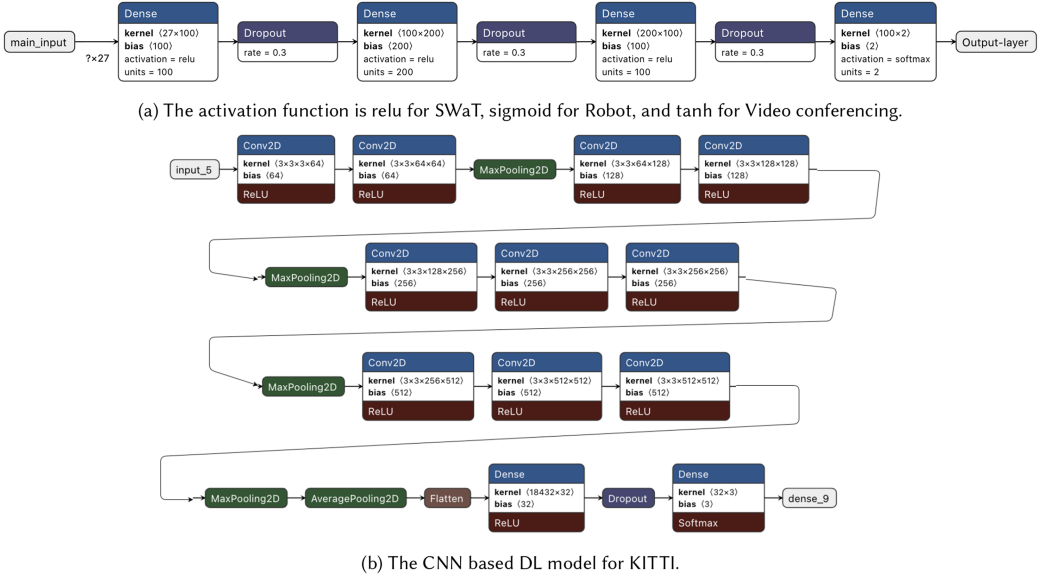 main_input
?×27
Dense
kernel ⟨27×100⟩
bias ⟨100⟩
activation = relu
units = 100
Dropout
rate = 0.3
Dense
kernel ⟨100×200⟩
bias ⟨200⟩
activation = relu
units = 200
Dropout
rate = 0.3
Dense
kernel ⟨200×100⟩
bias ⟨100⟩
activation = relu
units = 100
Dropout
rate = 0.3
Dense
kernel ⟨100×2⟩
bias ⟨2⟩
activation = softmax
units = 2
Output-layer
(a) The activation function is relu for SWaT, sigmoid for Robot, and tanh for Video conferencing.
input_5
Conv2D
kernel ⟨3×3×3×64⟩
bias ⟨64⟩
ReLU
Conv2D
kernel ⟨3×3×64×64⟩
bias ⟨64⟩
ReLU
MaxPooling2D
Conv2D
kernel ⟨3×3×64×128⟩
bias ⟨128⟩
ReLU
Conv2D
kernel ⟨3×3×128×128⟩
bias ⟨128⟩
ReLU
MaxPooling2D
Conv2D
kernel ⟨3×3×128×256⟩
bias ⟨256⟩
ReLU
Conv2D
kernel ⟨3×3×256×256⟩
bias ⟨256⟩
ReLU
Conv2D
kernel ⟨3×3×256×256⟩
bias ⟨256⟩
ReLU
MaxPooling2D
Conv2D
kernel ⟨3×3×256×512⟩
bias ⟨512⟩
ReLU
Conv2D
kernel ⟨3×3×512×512⟩
bias ⟨512⟩
ReLU
Conv2D
kernel ⟨3×3×512×512⟩
bias ⟨512⟩
ReLU
MaxPooling2D
AveragePooling2D
Flatten
Dense
kernel ⟨18432×32⟩
bias ⟨32⟩
ReLU
Dropout
Dense
kernel ⟨32×3⟩
bias ⟨3⟩
Softmax
dense_9
(b) The CNN based DL model for KITTI.